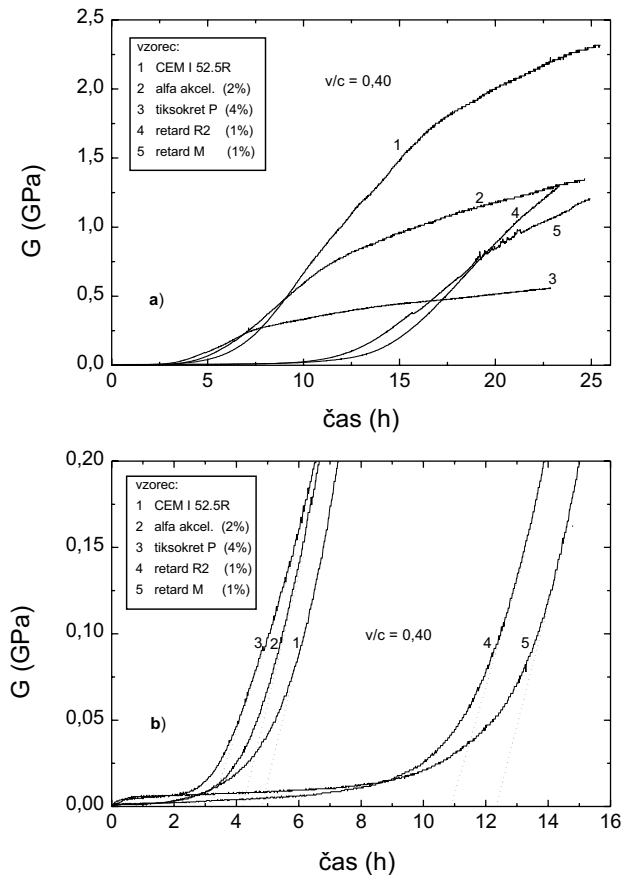 2,5
2,0
1,5
1,0
0,5
0,0
G (GPa)
vzorec:
1 CEM I 52.5R
2 alfa akcel. (2%)
3 tiksokret P (4%)
4 retard R2 (1%)
5 retard M (1%)
v/c = 0,40
1
2
4
5
3
a)
0 5 10 15 20 25
čas (h)
0,20
0,15
0,10
0,05
0,00
G (GPa)
vzorec:
1 CEM I 52.5R
2 alfa akcel. (2%)
3 tiksokret P (4%)
4 retard R2 (1%)
5 retard M (1%)
v/c = 0,40
3 2 1 4 5
b)
0 2 4 6 8 10 12 14 16
čas (h)